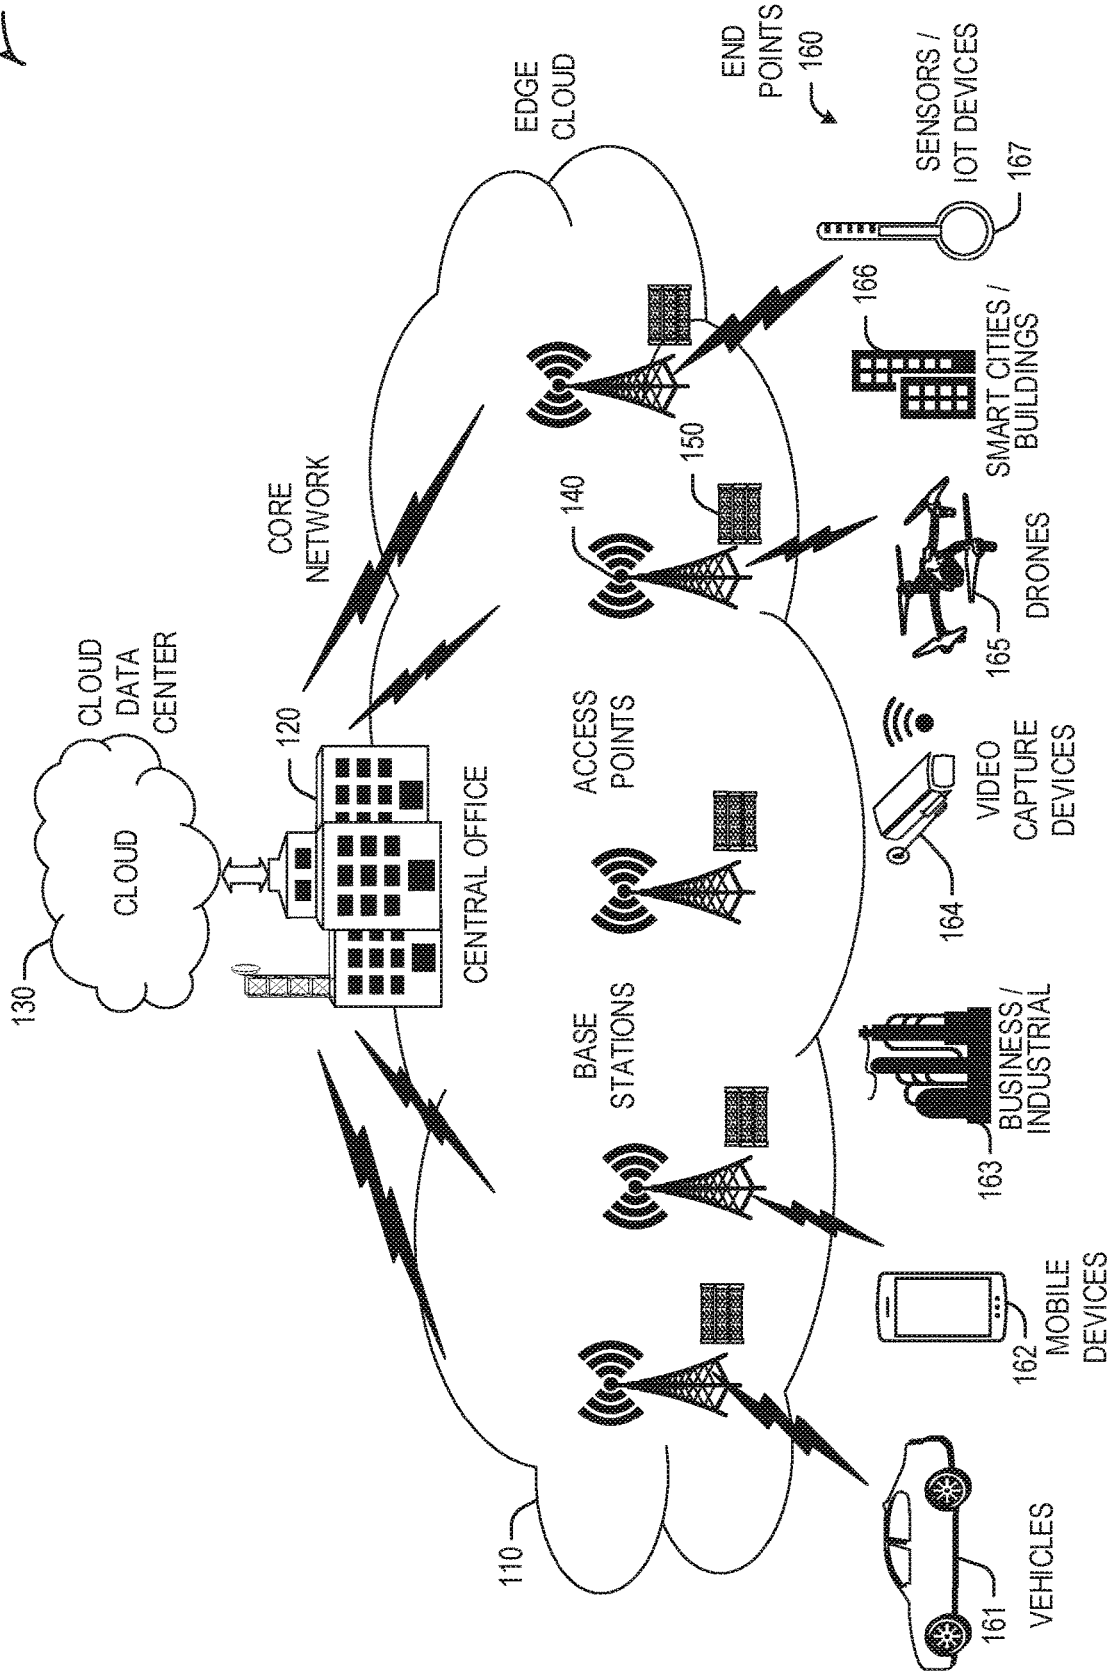 130
CLOUD
DATA
CENTER
CLOUD
120
CORE
NETWORK
CENTRAL OFFICE
110
EDGE
CLOUD
140
BASE
STATIONS
ACCESS
POINTS
150
END
POINTS
160
161
VEHICLES
162
MOBILE
DEVICES
163
BUSINESS /
INDUSTRIAL
164
VIDEO
CAPTURE
DEVICES
165
DRONES
166
SMART CITIES /
BUILDINGS
SENSORS /
IOT DEVICES
167